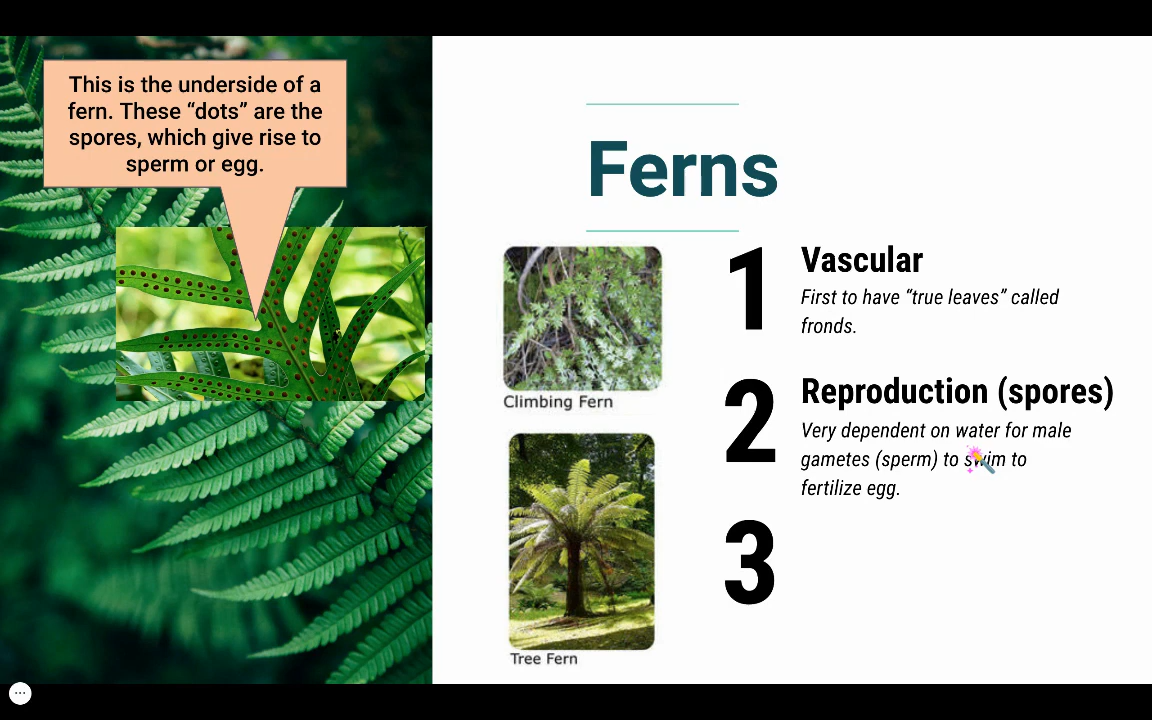 This is the underside of a
fern. These “dots” are the
spores, which give rise to
sperm or egg.
Ferns
Climbing Fern
Tree Fern
1
Vascular
First to have “true leaves” called
fronds.
2
Reproduction (spores)
Very dependent on water for male
gametes (sperm) to swim to
fertilize egg.
3